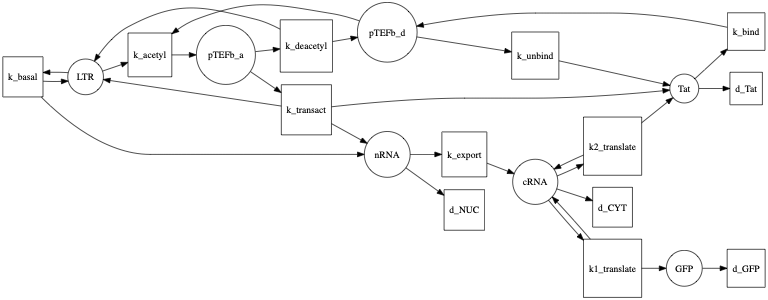 k_basal
LTR
k_acetyl
pTEFb_a
k_deacetyl
pTEFb_d
k_unbind
k_bind
Tat
d_Tat
k_transact
nRNA
k_export
d_NUC
cRNA
k2_translate
d_CYT
k1_translate
GFP
d_GFP